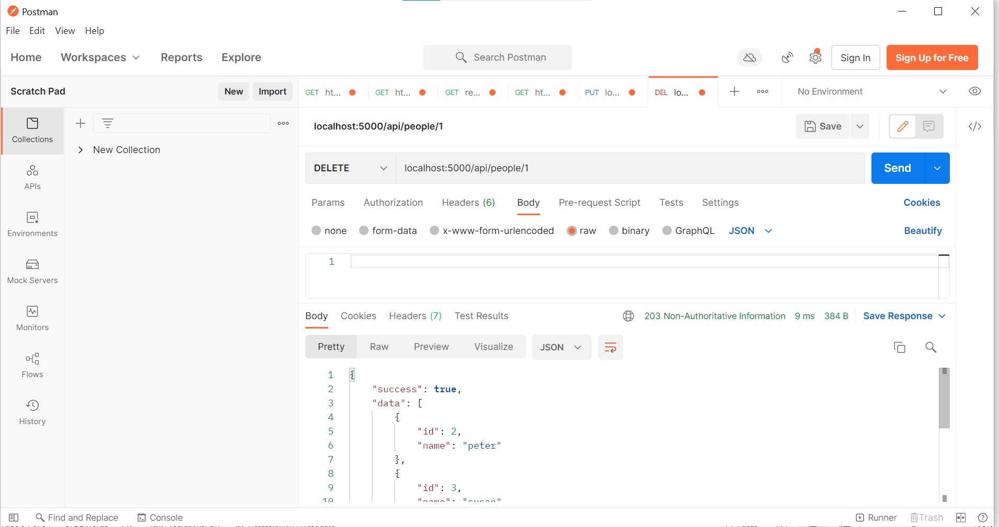 Postman
File Edit View Help
Home Workspaces Reports Explore Search Postman Sign In Sign Up for Free
Scratch Pad New Import GET ht... GET ht... GET re... GET ht... PUT lo... DEL lo... No Environment
Collections
APIs
Environments
Mock Servers
Monitors
Flows
History
New Collection
localhost:5000/api/people/1 Save
DELETE localhost:5000/api/people/1 Send
Params Authorization Headers (6) Body Pre-request Script Tests Settings Cookies
none form-data x-www-form-urlencoded raw binary GraphQL JSON Beautify
1
Body Cookies Headers (7) Test Results 203 Non-Authoritative Information 9 ms 384 B Save Response
Pretty Raw Preview Visualize JSON
1 {
2 "success": true,
3 "data": [
4 {
5 "id": 2,
6 "name": "peter"
7 },
8 {
9 "id": 3,
10 "name": "susan"
Find and Replace Console Runner Trash